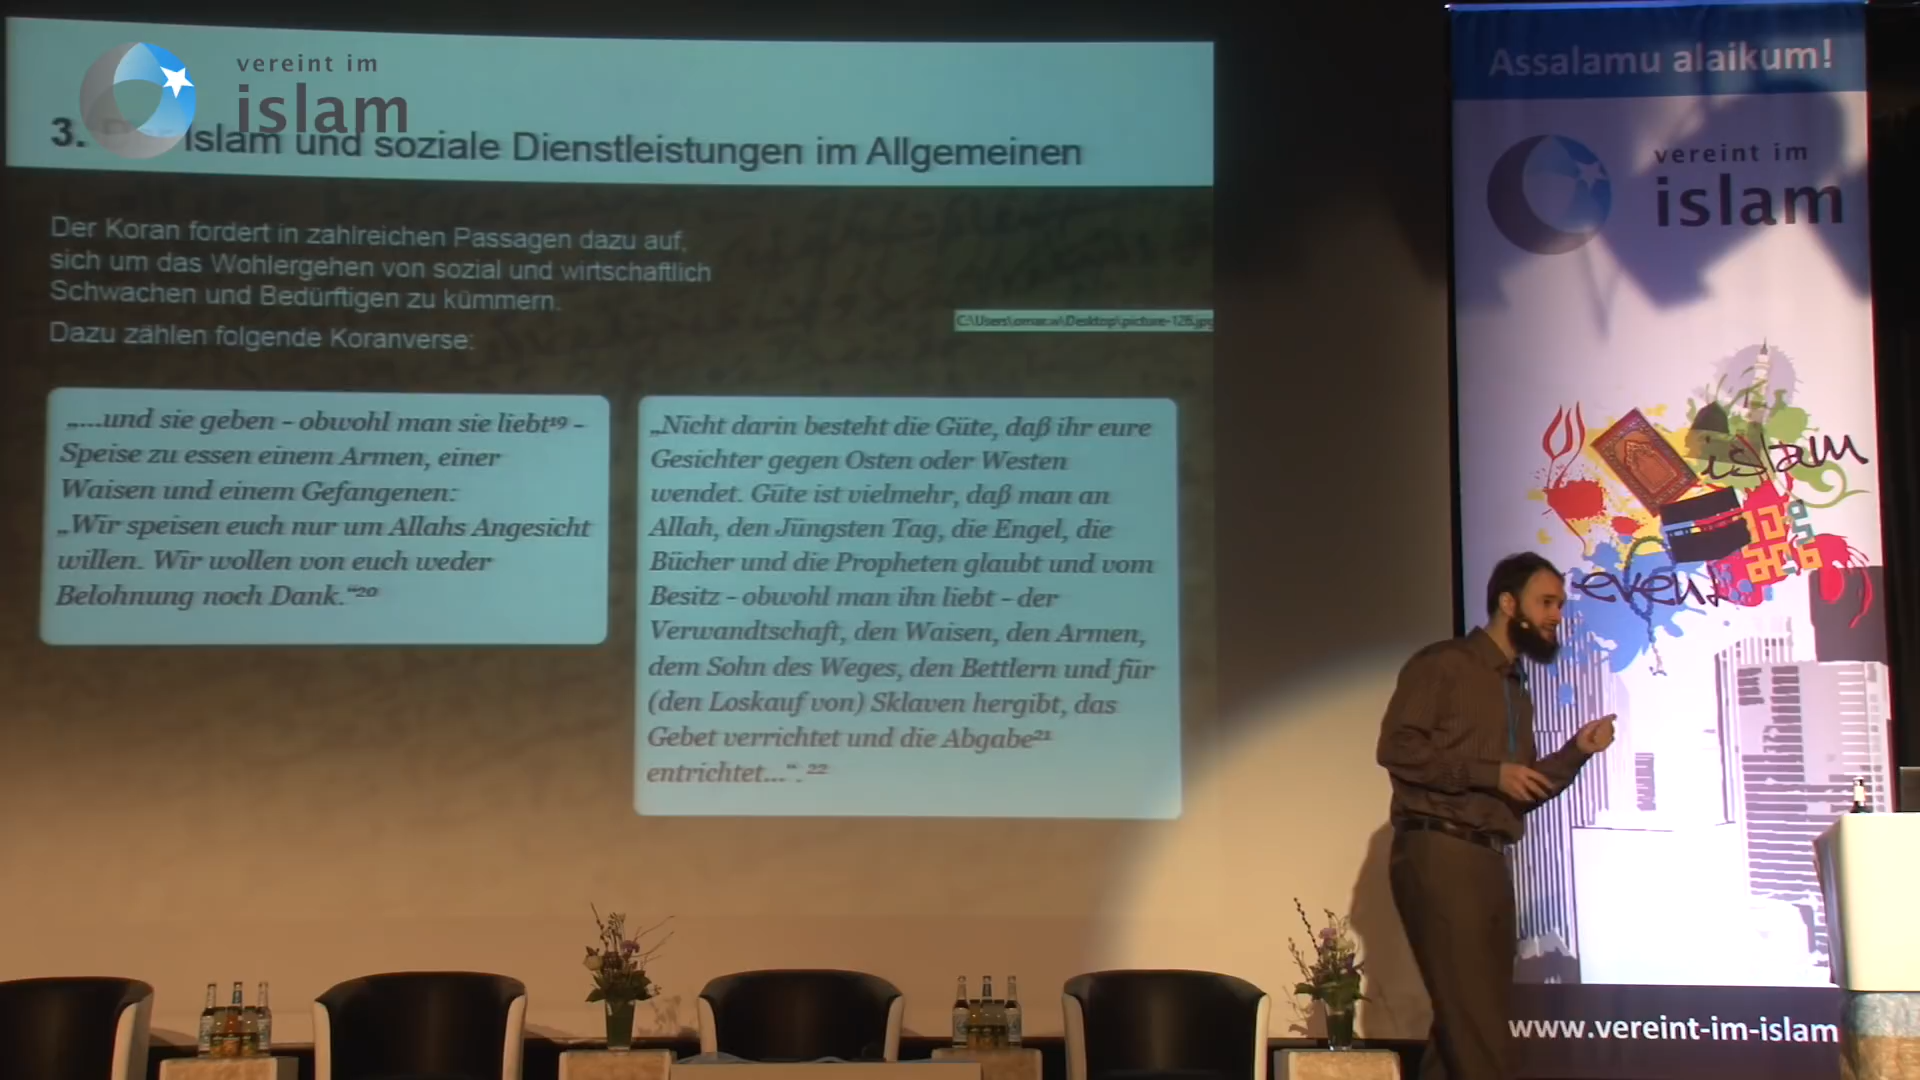 vereint im
islam
3. Islam und soziale Dienstleistungen im Allgemeinen
Der Koran fordert in zahlreichen Passagen dazu auf,
sich um das Wohlergehen von sozial und wirtschaftlich
Schwachen und Bedürftigen zu kümmern.
Dazu zählen folgende Koranverse:
C:\Users\omar.w\Desktop\picture-126.jpg
„...und sie geben – obwohl man sie liebt19 –
Speise zu essen einem Armen, einer
Waisen und einem Gefangenen:
„Wir speisen euch nur um Allahs Angesicht
willen. Wir wollen von euch weder
Belohnung noch Dank.“20
„Nicht darin besteht die Güte, daß ihr eure
Gesichter gegen Osten oder Westen
wendet. Güte ist vielmehr, daß man an
Allah, den Jüngsten Tag, die Engel, die
Bücher und die Propheten glaubt und vom
Besitz – obwohl man ihn liebt – der
Verwandtschaft, den Waisen, den Armen,
dem Sohn des Weges, den Bettlern und für
(den Loskauf von) Sklaven hergibt, das
Gebet verrichtet und die Abgabe21
entrichtet...“. 22
Assalamu alaikum!
vereint im
islam
islam
event
www.vereint-im-islam